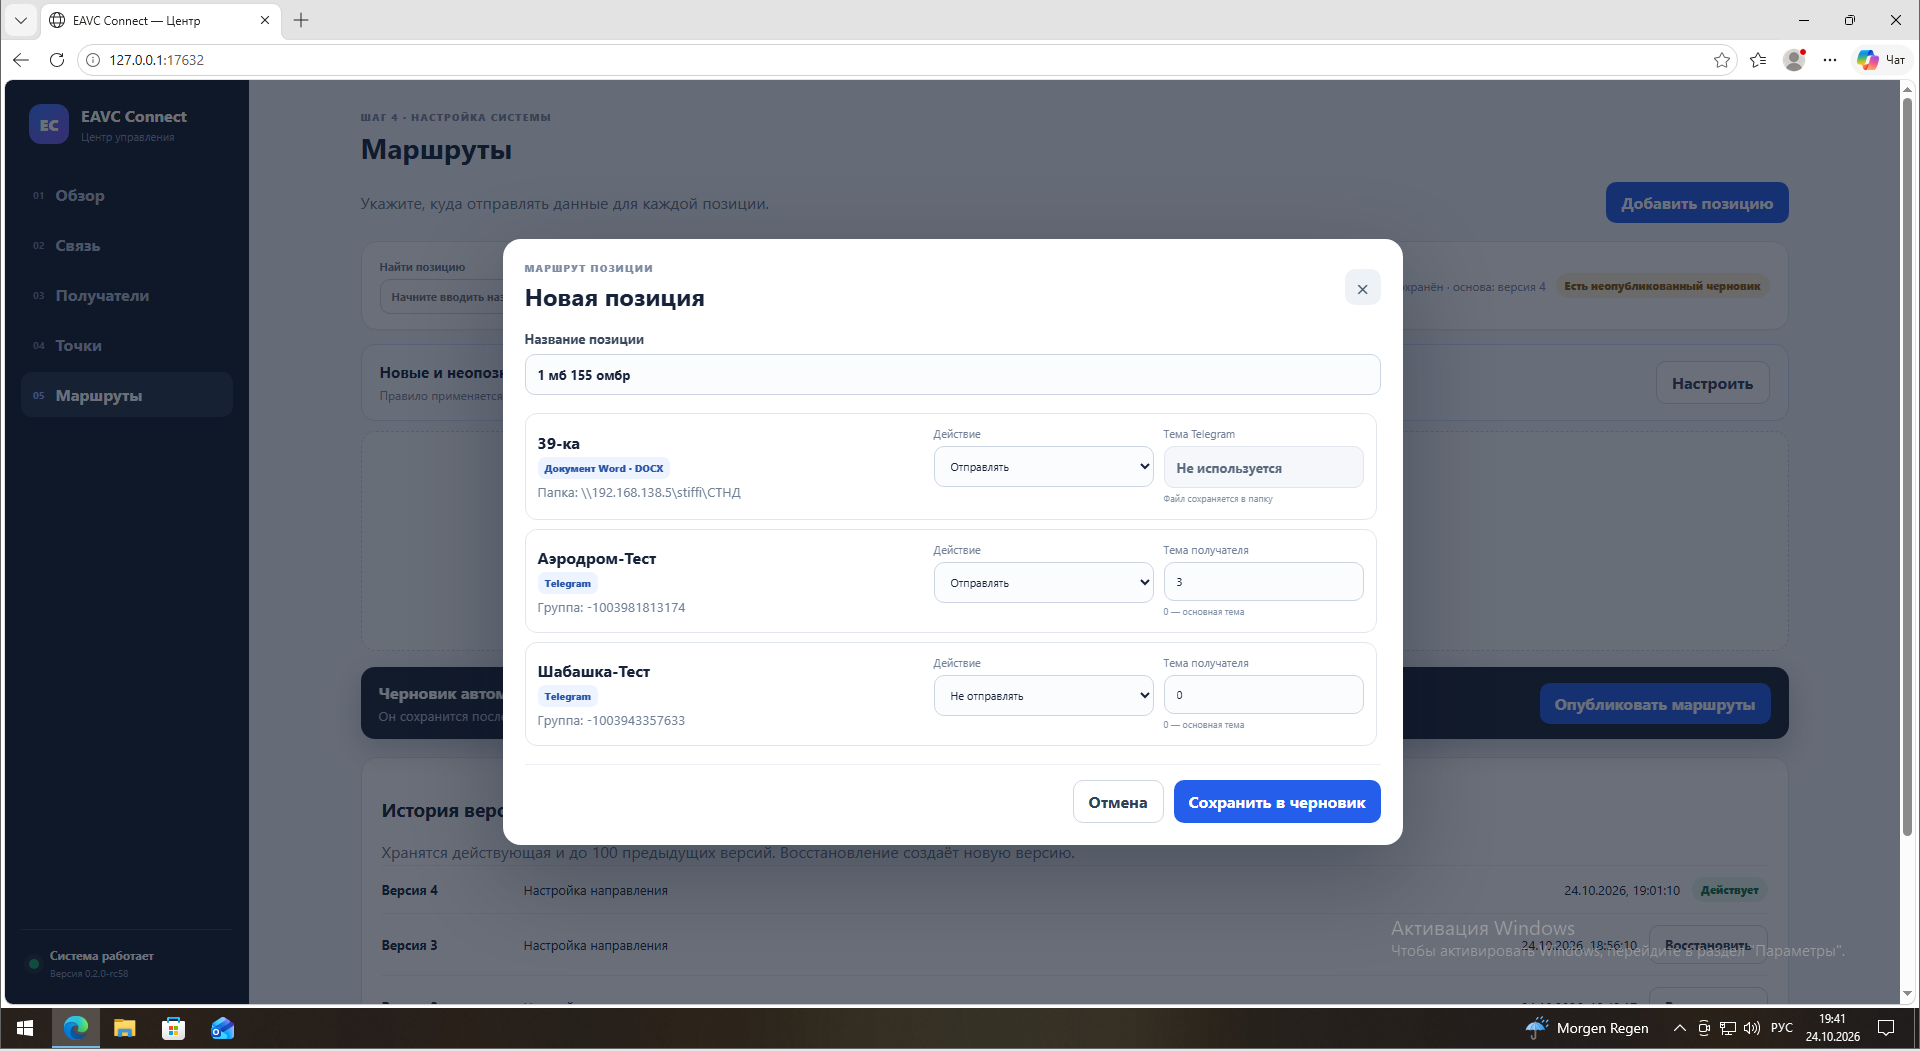 EAVC Connect — Центр
127.0.0.1:17632
Чат
EC
EAVC Connect
Центр управления
01 Обзор
02 Связь
03 Получатели
04 Точки
05 Маршруты
Система работает
Версия 0.2.0-rc58
ШАГ 4 · НАСТРОЙКА СИСТЕМЫ
Маршруты
Укажите, куда отправлять данные для каждой позиции.
Добавить позицию
Найти позицию
Начните вводить наз
охранён · основа: версия 4
Есть неопубликованный черновик
Новые и неопозн
Правило применяется
Настроить
МАРШРУТ ПОЗИЦИИ
Новая позиция
Название позиции
1 мб 155 омбр
39-ка
Документ Word · DOCX
Папка: \\192.168.138.5\stiffi\СТНД
Действие
Отправлять
Тема Telegram
Не используется
Файл сохраняется в папку
Аэродром-Тест
Telegram
Группа: -1003981813174
Действие
Отправлять
Тема получателя
3
0 — основная тема
Шабашка-Тест
Telegram
Группа: -1003943357633
Действие
Не отправлять
Тема получателя
0
0 — основная тема
Отмена
Сохранить в черновик
Черновик автом
Он сохранится посл
Опубликовать маршруты
История верс
Хранятся действующая и до 100 предыдущих версий. Восстановление создаёт новую версию.
Версия 4 Настройка направления 24.10.2026, 19:01:10 Действует
Версия 3 Настройка направления 24.10.2026, 18:56:10 Восстановить
Активация Windows
Чтобы активировать Windows, перейдите в раздел "Параметры".
Morgen Regen
РУС
19:41
24.10.2026